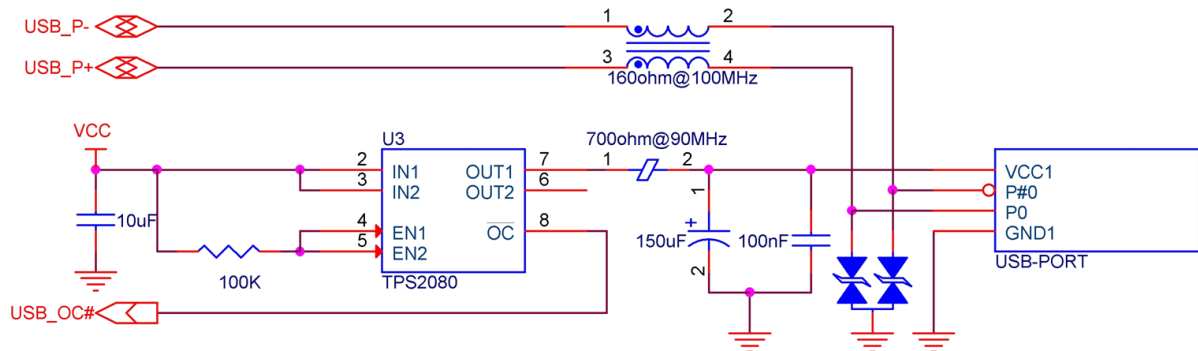 USB_P-
1
2
USB_P+
3
4
160ohm@100MHz
VCC
U3
700ohm@90MHz
2
IN1
OUT1
7
1
2
VCC1
3
IN2
OUT2
6
P#0
10uF
1
P0
4
EN1
OC
8
+
GND1
5
EN2
150uF
100nF
USB-PORT
100K
TPS2080
2
USB_OC#